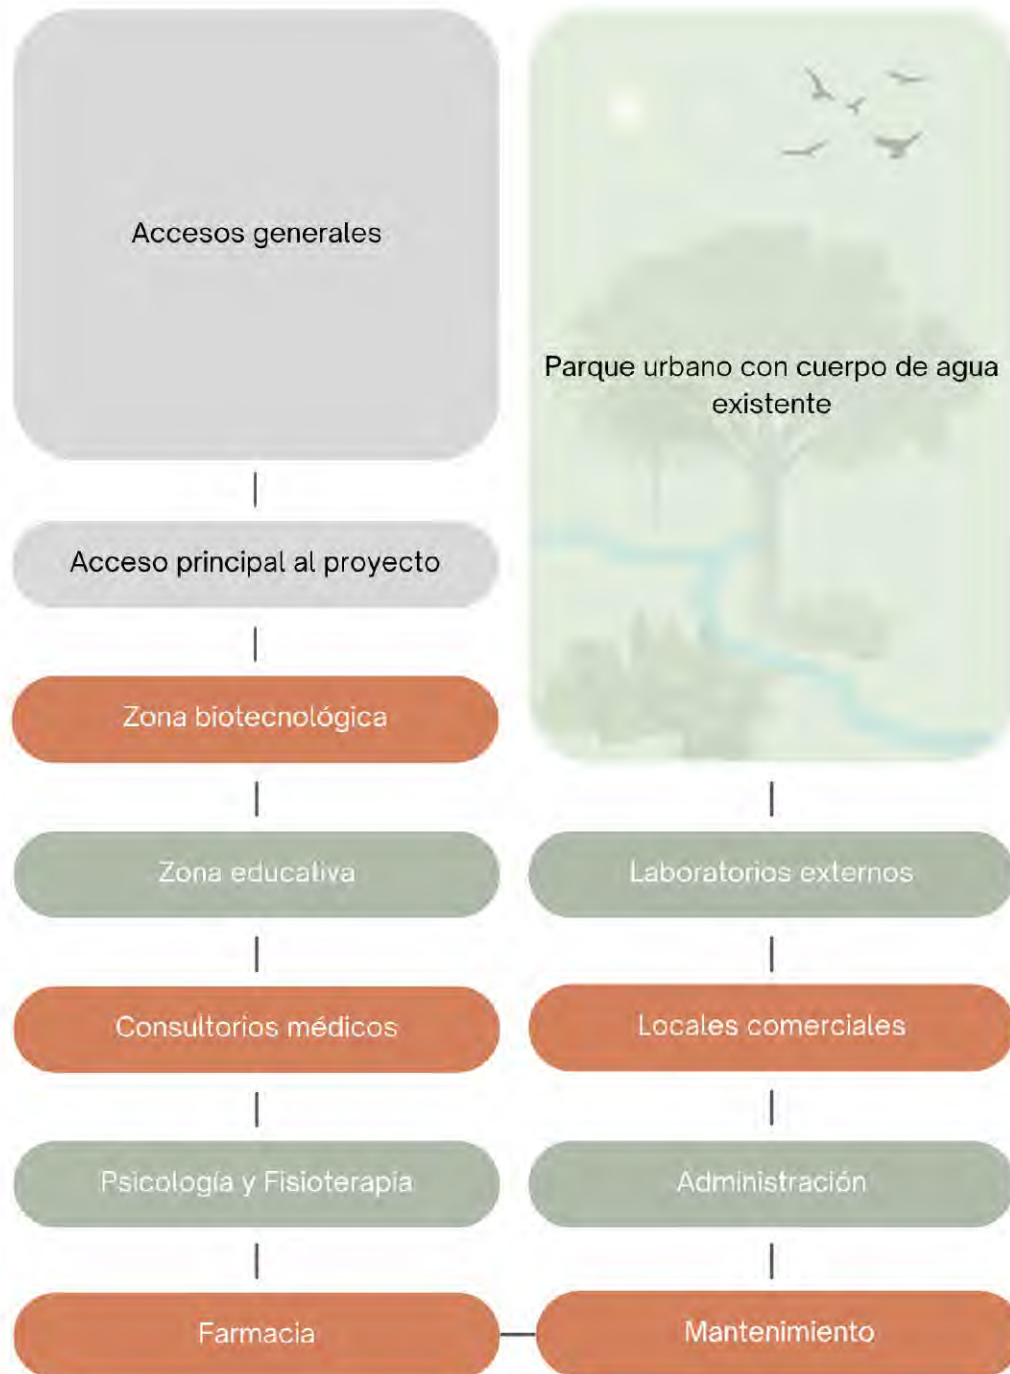 Accesos generales
Acceso principal al proyecto
Zona biotecnológica
Zona educativa
Consultorios médicos
Psicología y Fisioterapia
Farmacia
Parque urbano con cuerpo de agua
existente
Laboratorios externos
Locales comerciales
Administración
Mantenimiento